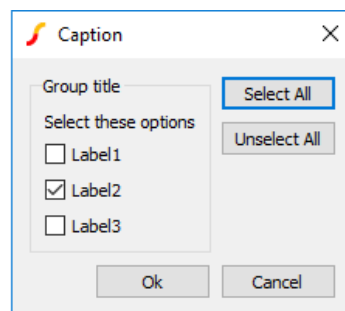 Caption
Group title
Select All
Select these options
Unselect All
Label1
Label2
Label3
Ok
Cancel